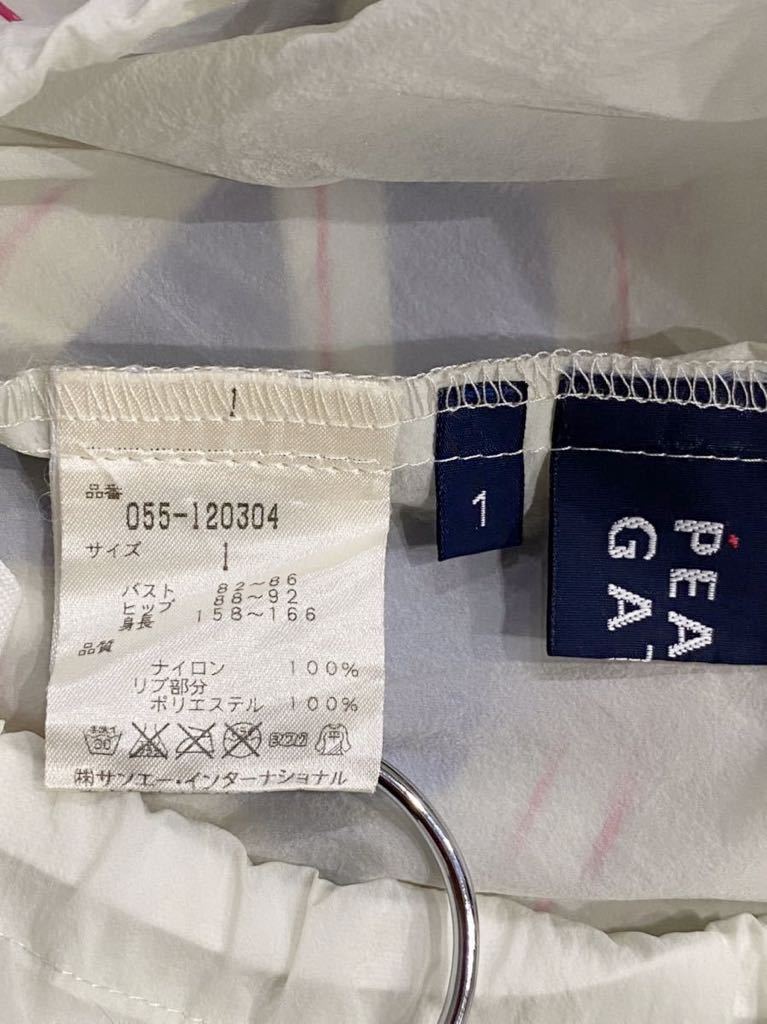 1
品番
055-120304
サイズ
1
バスト 82~86
ヒップ 88~92
身長 158~166
品質
ナイロン 100%
リブ部分
ポリエステル 100%
30
㈱サンエー・インターナショナル
1
PEA
GA